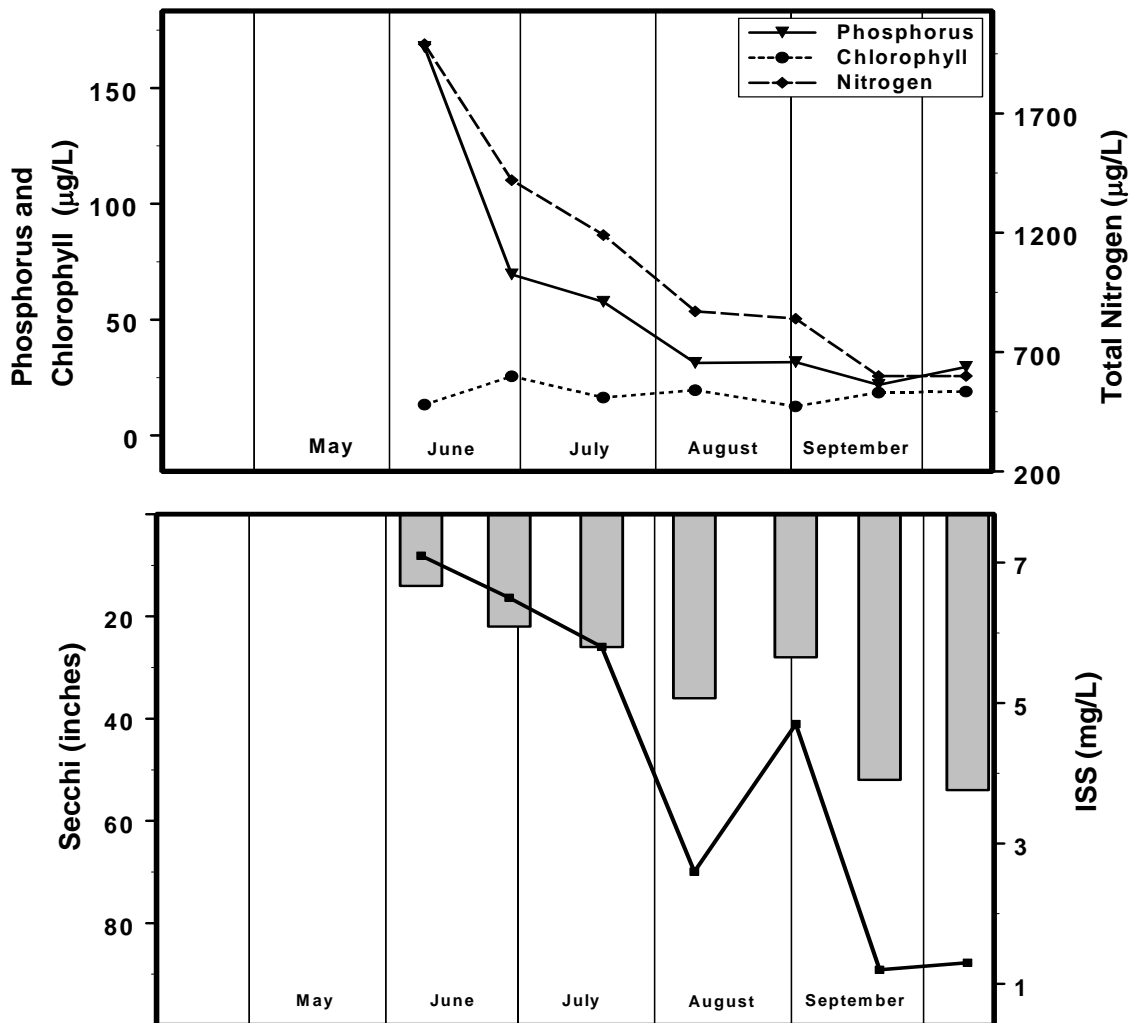 Phosphorus
Chlorophyll
Nitrogen
150
100
50
0
Phosphorus and
Chlorophyll (μg/L)
1700
1200
700
200
Total Nitrogen (μg/L)
May
June
July
August
September
20
40
60
80
Secchi (inches)
7
5
3
1
ISS (mg/L)
May
June
July
August
September